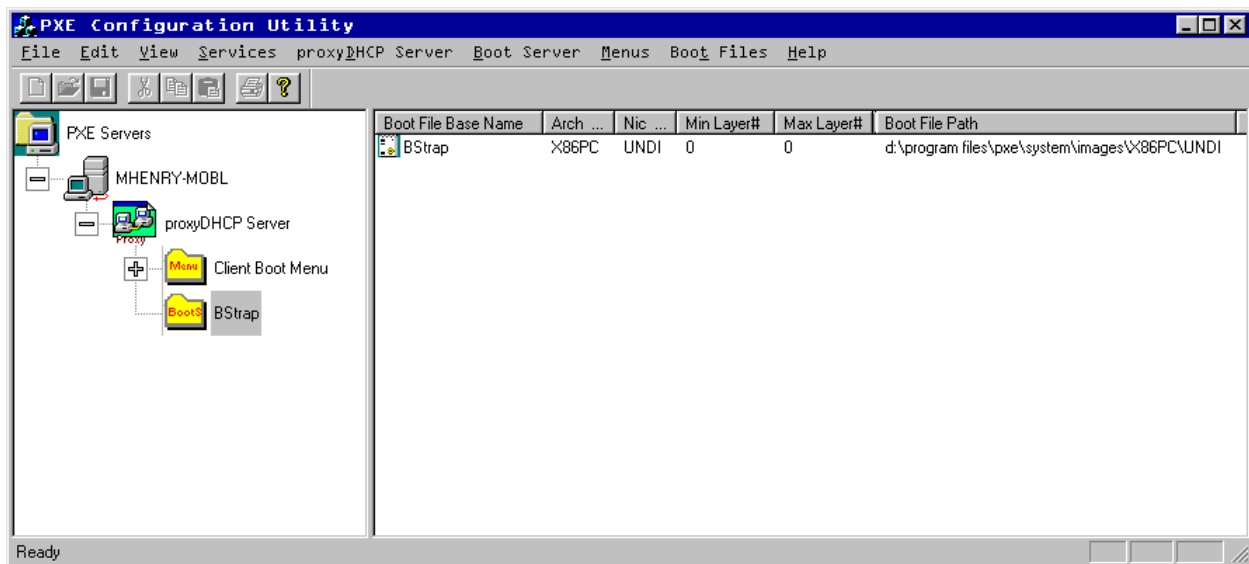 PXE Configuration Utility
File Edit View Services proxyDHCP Server Boot Server Menus Boot Files Help
PXE Servers
MHENRY-MOBL
proxyDHCP Server
Proxy
Menu Client Boot Menu
BootS BStrap
Boot File Base Name Arch ... Nic ... Min Layer# Max Layer# Boot File Path
BStrap X86PC UNDI 0 0 d:\program files\pxe\system\images\X86PC\UNDI
Ready